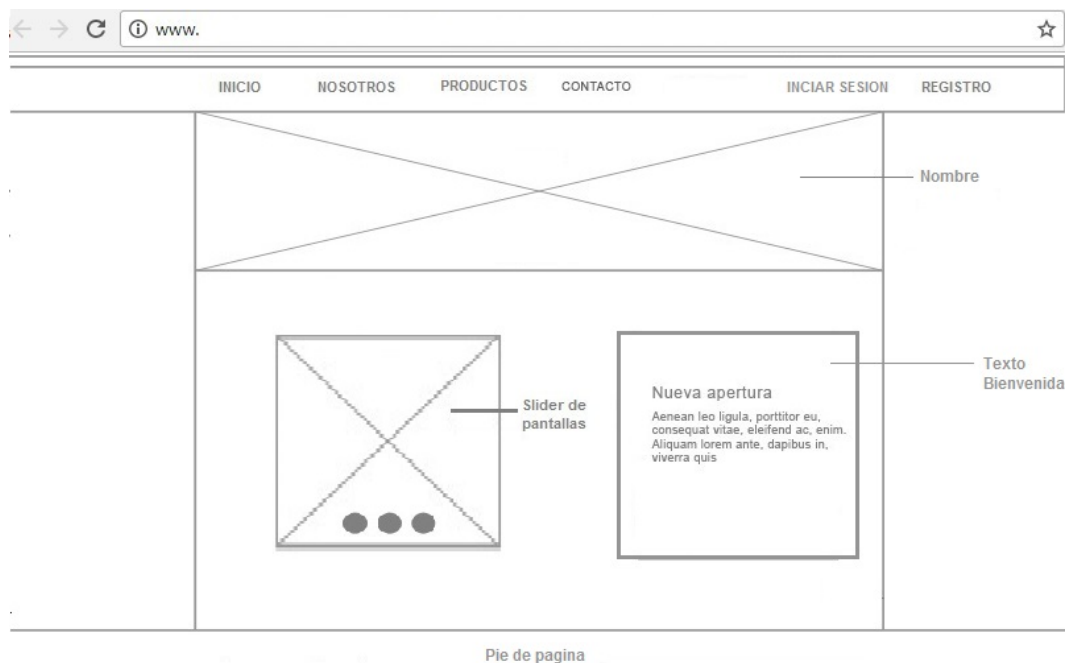 www.
INICIO NOSOTROS PRODUCTOS CONTACTO INCIAR SESION REGISTRO
Nombre
Slider de
pantallas
Nueva apertura
Aenean leo ligula, porttitor eu,
consequat vitae, eleifend ac, enim.
Aliquam lorem ante, dapibus in,
viverra quis
Texto
Bienvenida
Pie de pagina